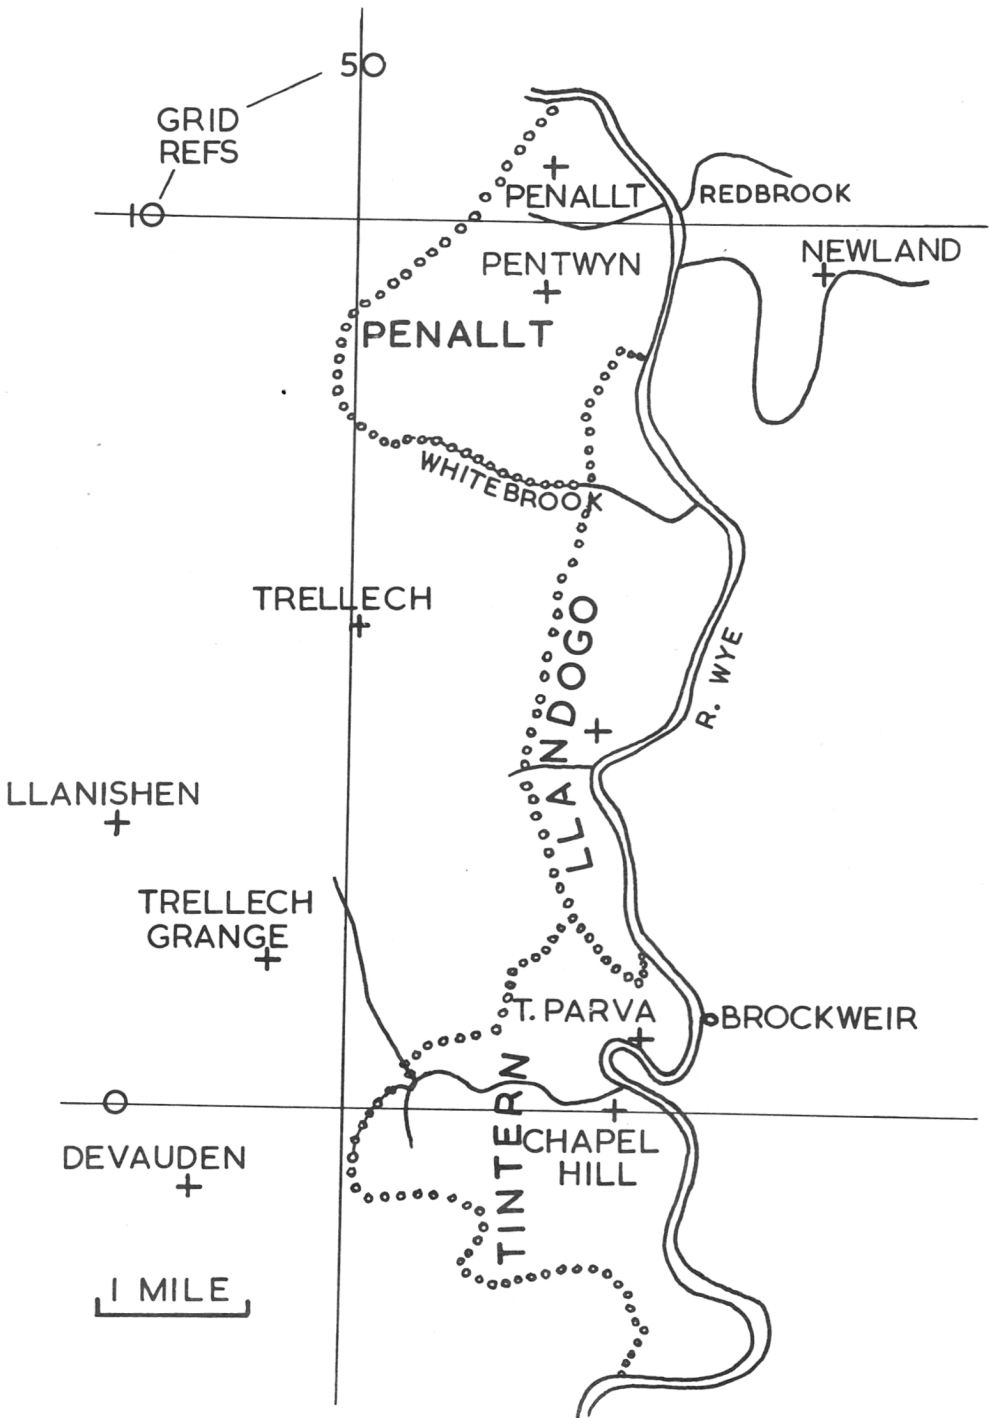 50
GRID
REFS
10
PENALLT
REDBROOK
PENTWYN
NEWLAND
PENALLT
WHITEBROOK
TRELLECH
LLANDOGO
R. WYE
LLANISHEN
TRELLECH
GRANGE
T. PARVA
BROCKWEIR
0
TINTERN
CHAPEL
HILL
DEVAUDEN
1 MILE